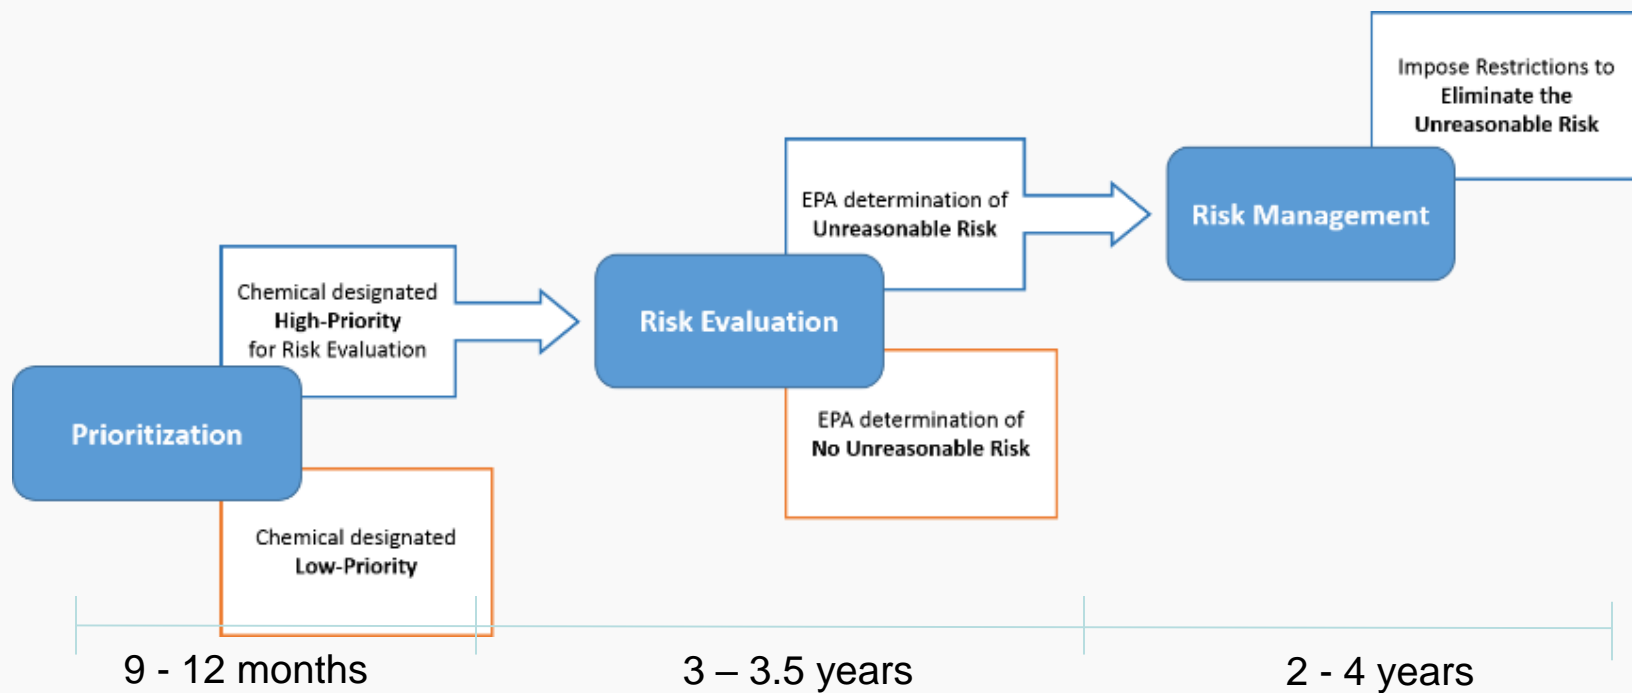 Impose Restrictions to
Eliminate the
Unreasonable Risk
Risk Management
EPA determination of
Unreasonable Risk
Risk Evaluation
EPA determination of
No Unreasonable Risk
Chemical designated
High-Priority
for Risk Evaluation
Prioritization
Chemical designated
Low-Priority
9 - 12 months
3 – 3.5 years
2 - 4 years